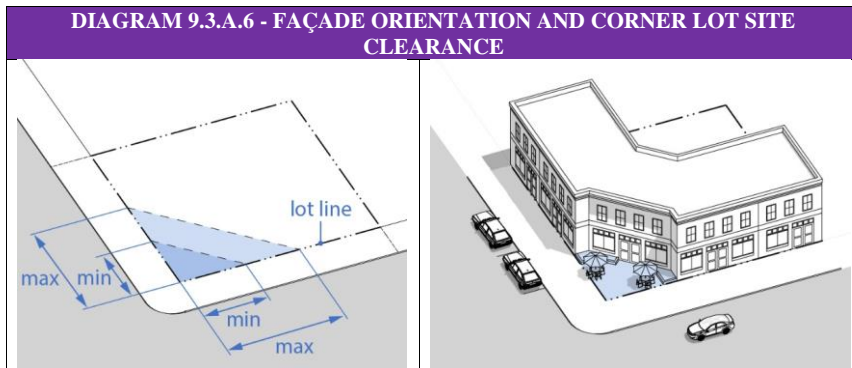 DIAGRAM 9.3.A.6 - FAÇADE ORIENTATION AND CORNER LOT SITE
CLEARANCE
lot line
max
min
min
max